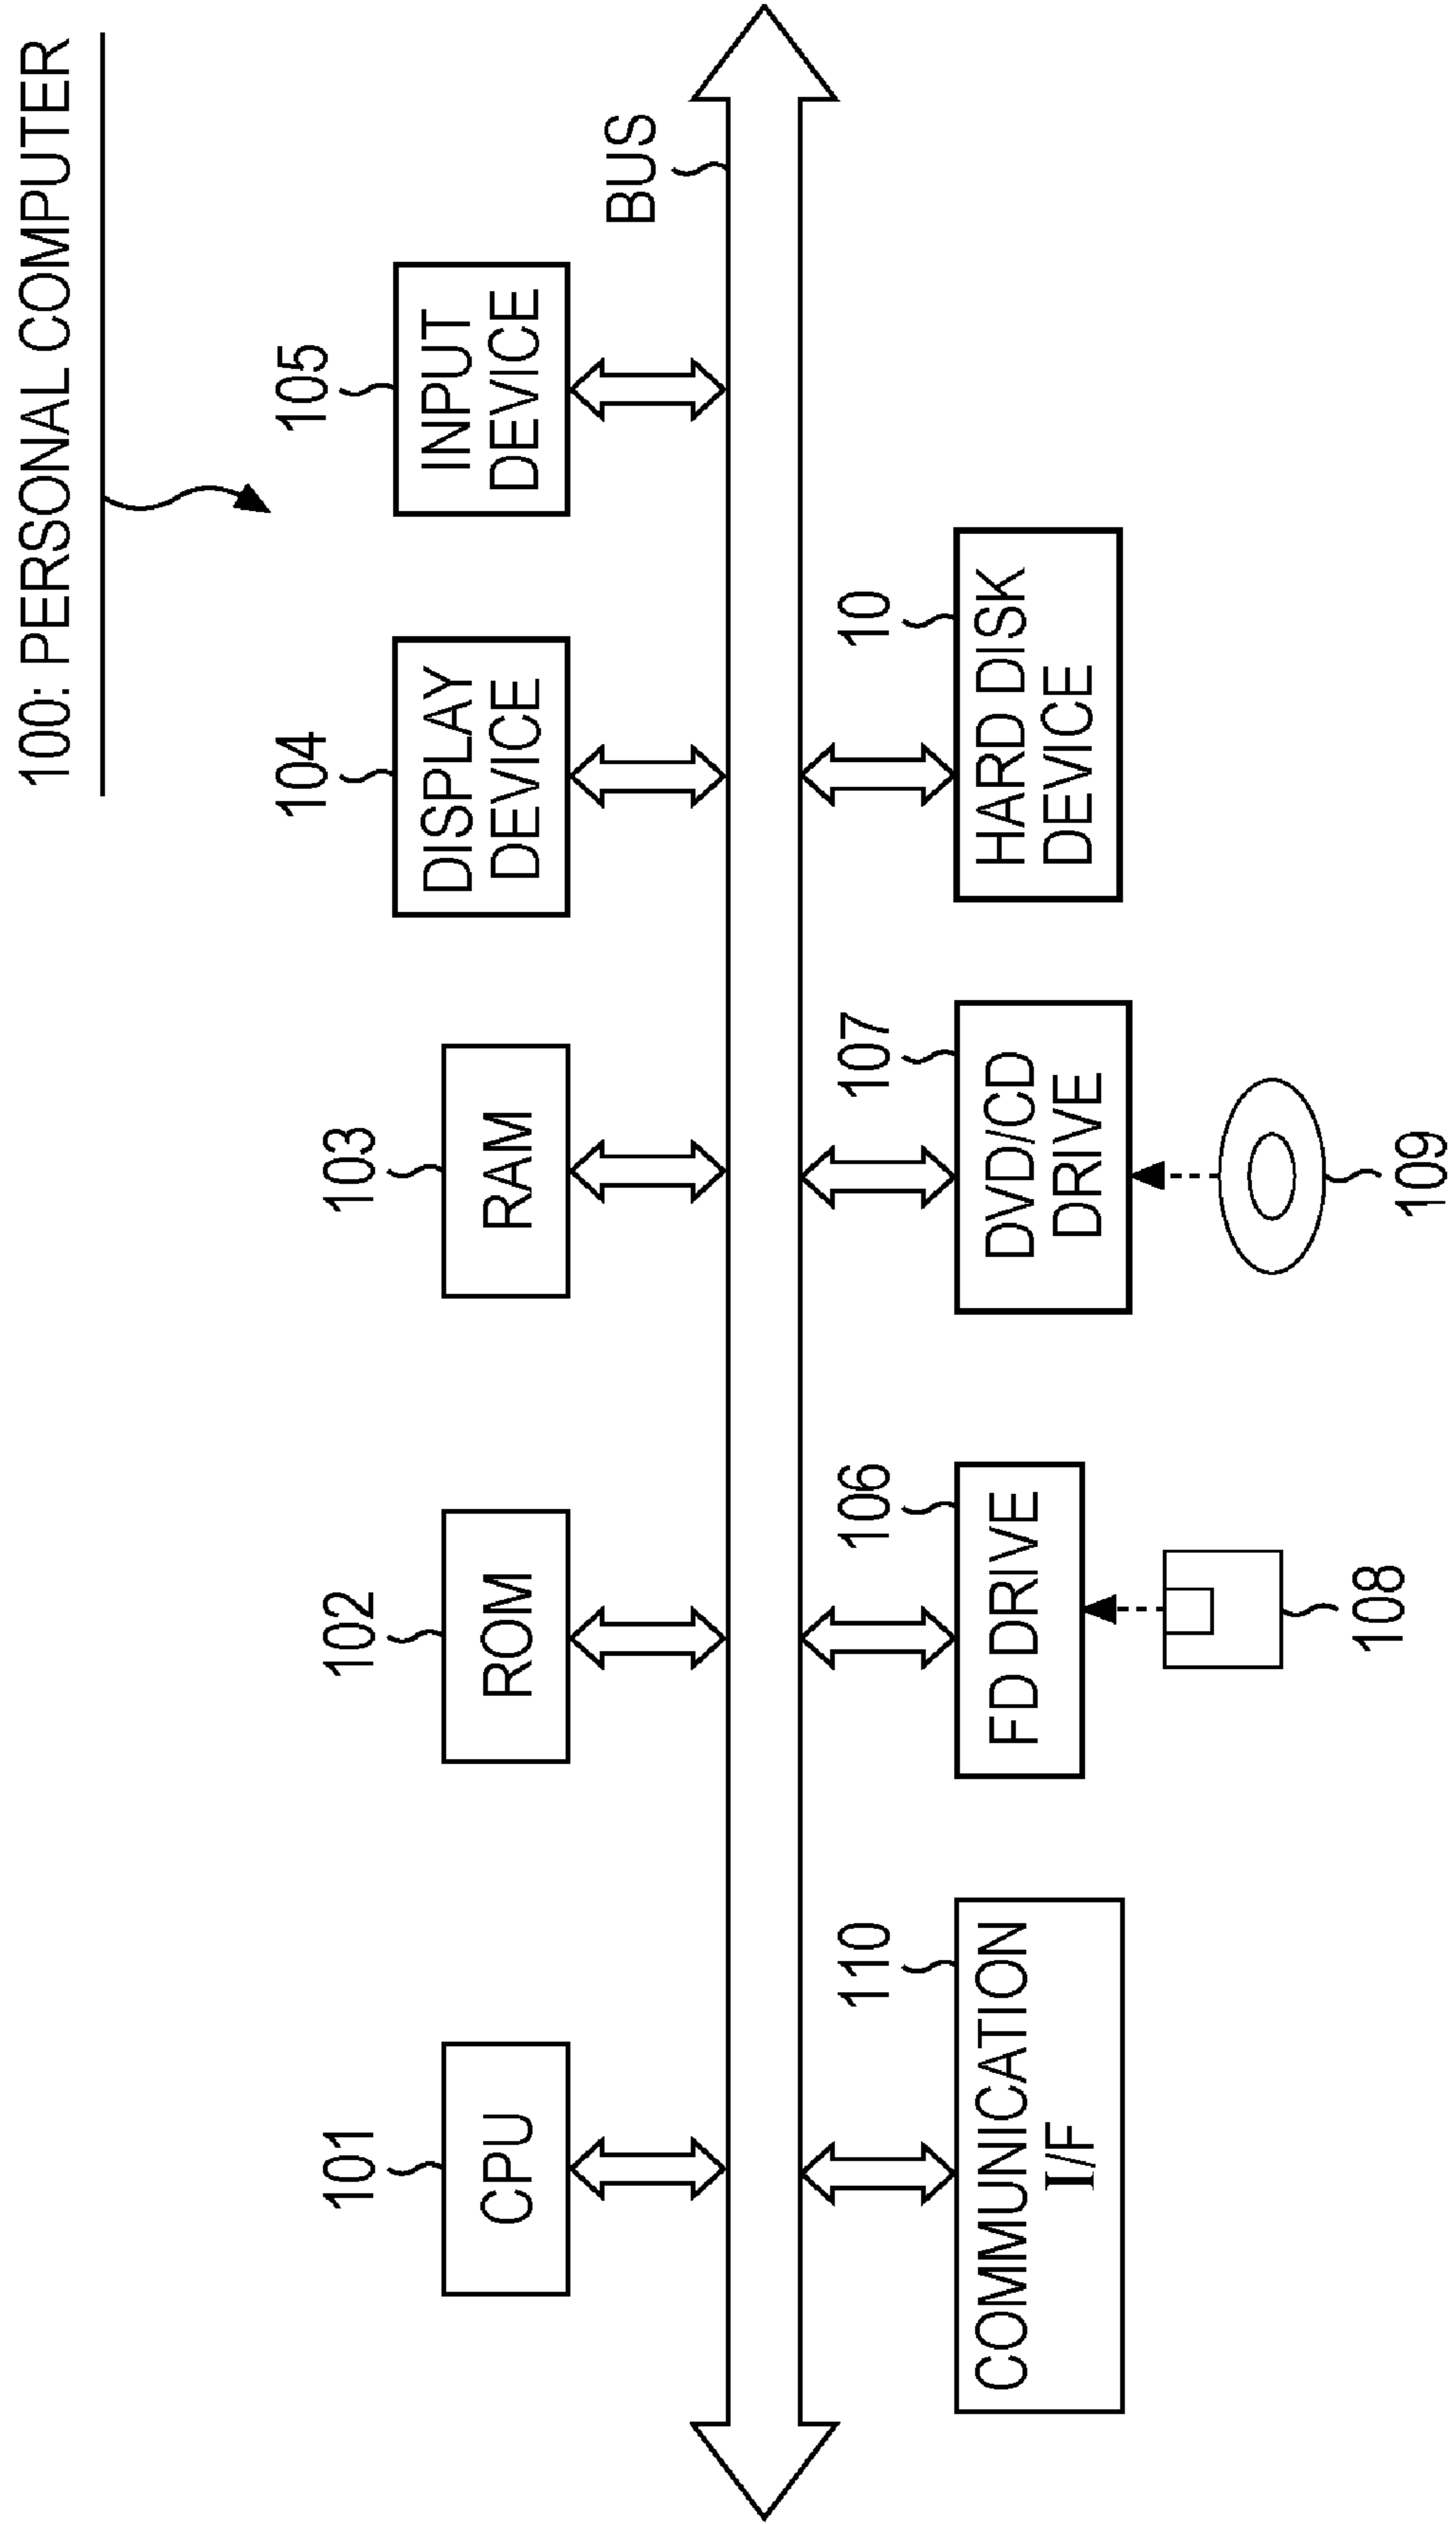 100: PERSONAL COMPUTER
101
CPU
102
ROM
103
RAM
104
DISPLAY
DEVICE
105
INPUT
DEVICE
BUS
110
COMMUNICATION
I/F
106
FD DRIVE
107
DVD/CD
DRIVE
10
HARD DISK
DEVICE
108
109